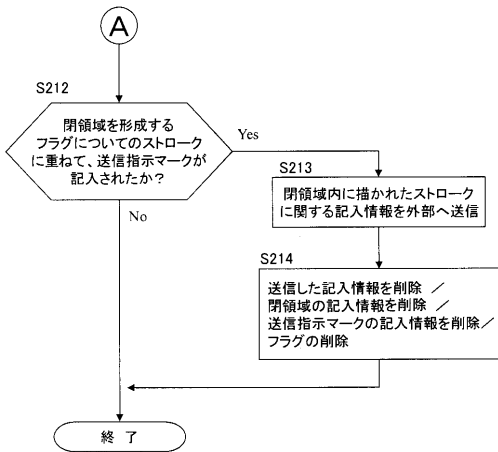 A
S212
閉領域を形成する
フラグについてのストローク
に重ねて、送信指示マークが
記入されたか？
Yes
No
S213
閉領域内に描かれたストローク
に関する記入情報を外部へ送信
S214
送信した記入情報を削除 ／
閉領域の記入情報を削除 ／
送信指示マークの記入情報を削除／
フラグの削除
終 了